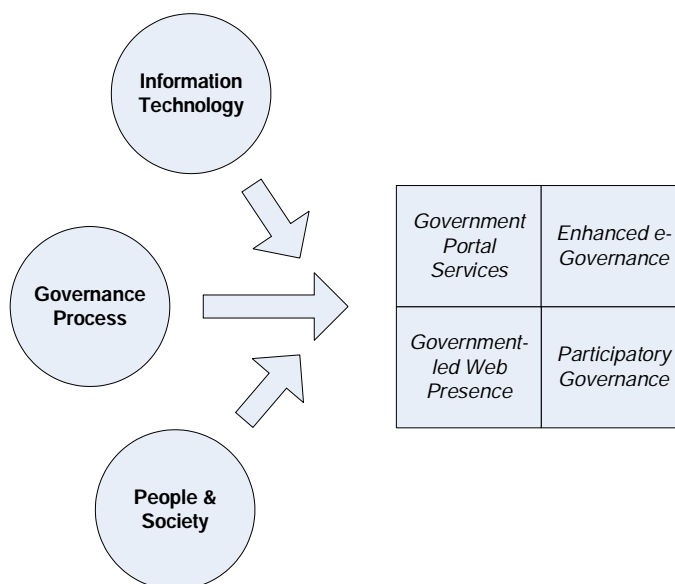 Information
Technology
Governance
Process
People &
Society
Government
Portal
Services
Enhanced e-
Governance
Government-
led Web
Presence
Participatory
Governance